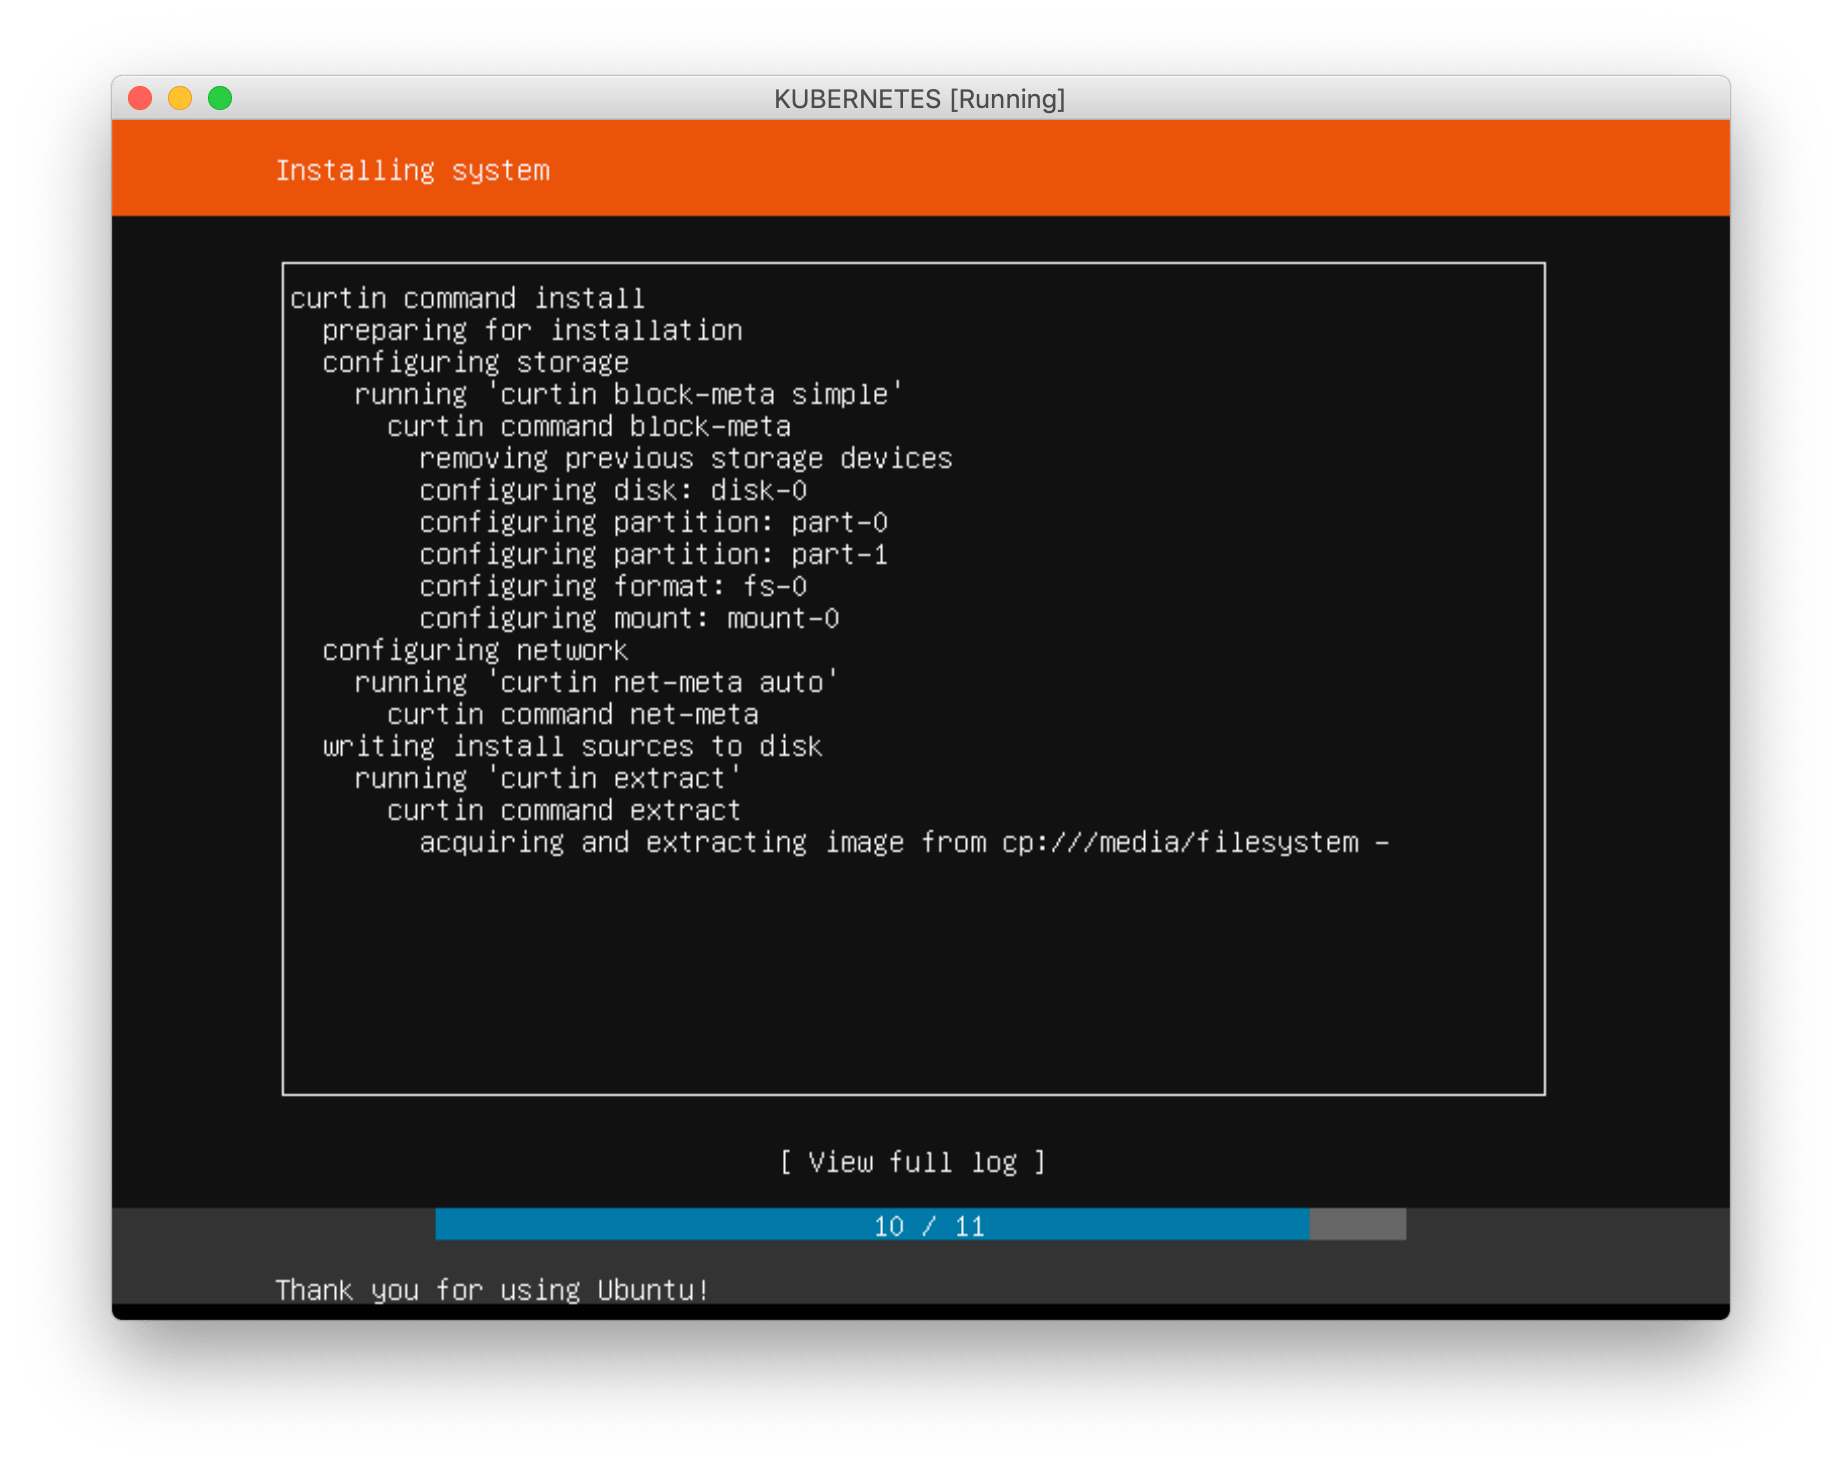 KUBERNETES [Running]
Installing system
curtin command install
preparing for installation
configuring storage
running 'curtin block-meta simple'
curtin command block-meta
removing previous storage devices
configuring disk: disk-0
configuring partition: part-0
configuring partition: part-1
configuring format: fs-0
configuring mount: mount-0
configuring network
running 'curtin net-meta auto'
curtin command net-meta
writing install sources to disk
running 'curtin extract'
curtin command extract
acquiring and extracting image from cp:///media/filesystem -
[ View full log ]
10 / 11
Thank you for using Ubuntu!